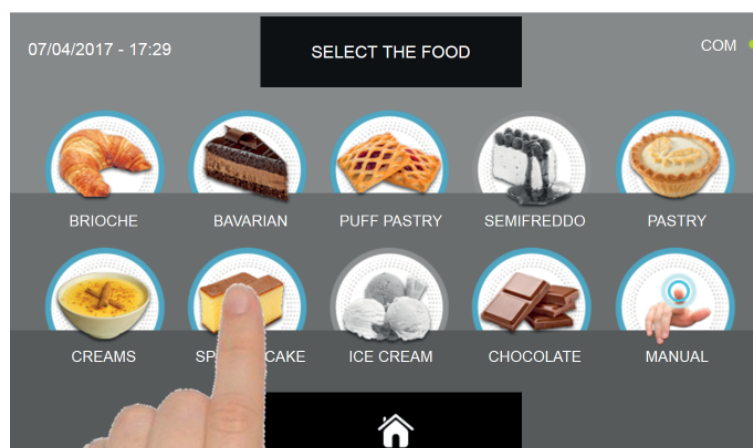 07/04/2017 - 17:29
SELECT THE FOOD
COM
BRIOCHE
BAVARIAN
PUFF PASTRY
SEMIFREDDO
PASTRY
CREAMS
SP CAKE
ICE CREAM
CHOCOLATE
MANUAL